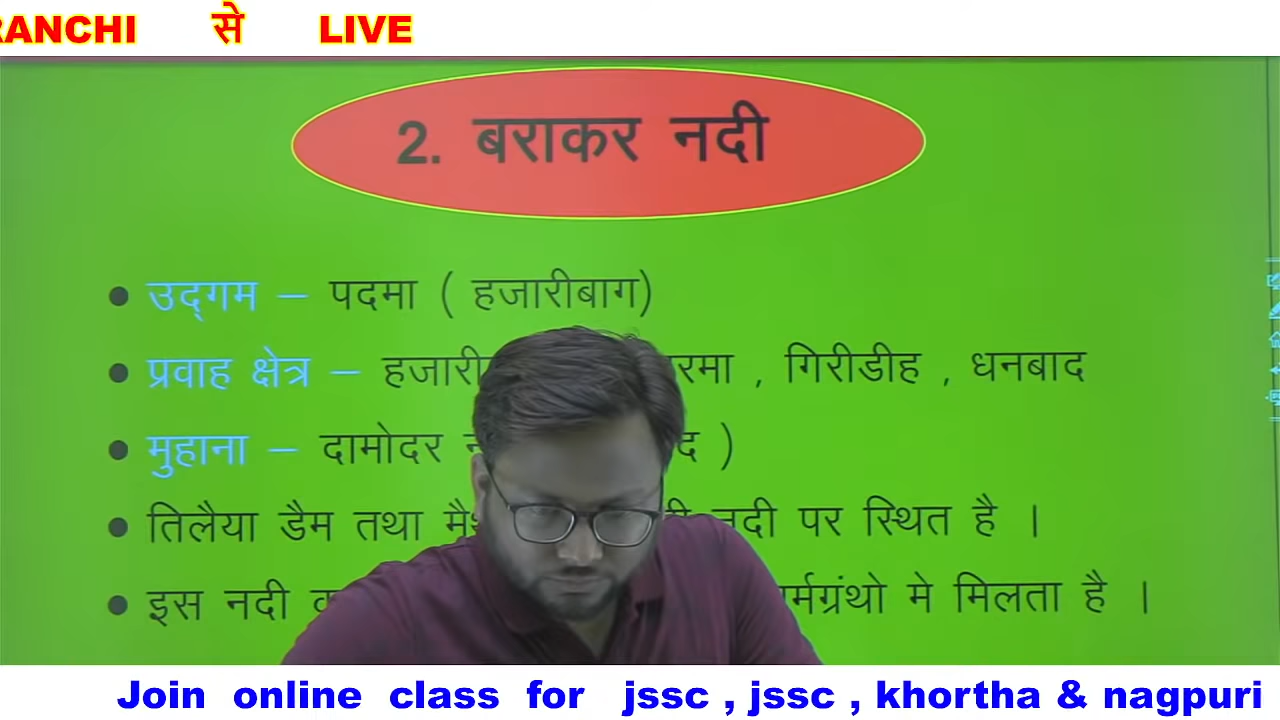 RANCHI से LIVE
2. बराकर नदी
• उद्गम – पदमा ( हजारीबाग)
• प्रवाह क्षेत्र – हजारी रमा , गिरीडीह , धनबाद
• मुहाना – दामोदर द )
• तिलैया डैम तथा मै नदी पर स्थित है ।
• इस नदी र्मग्रंथो मे मिलता है ।
Join online class for jssc , jssc , khortha & nagpuri